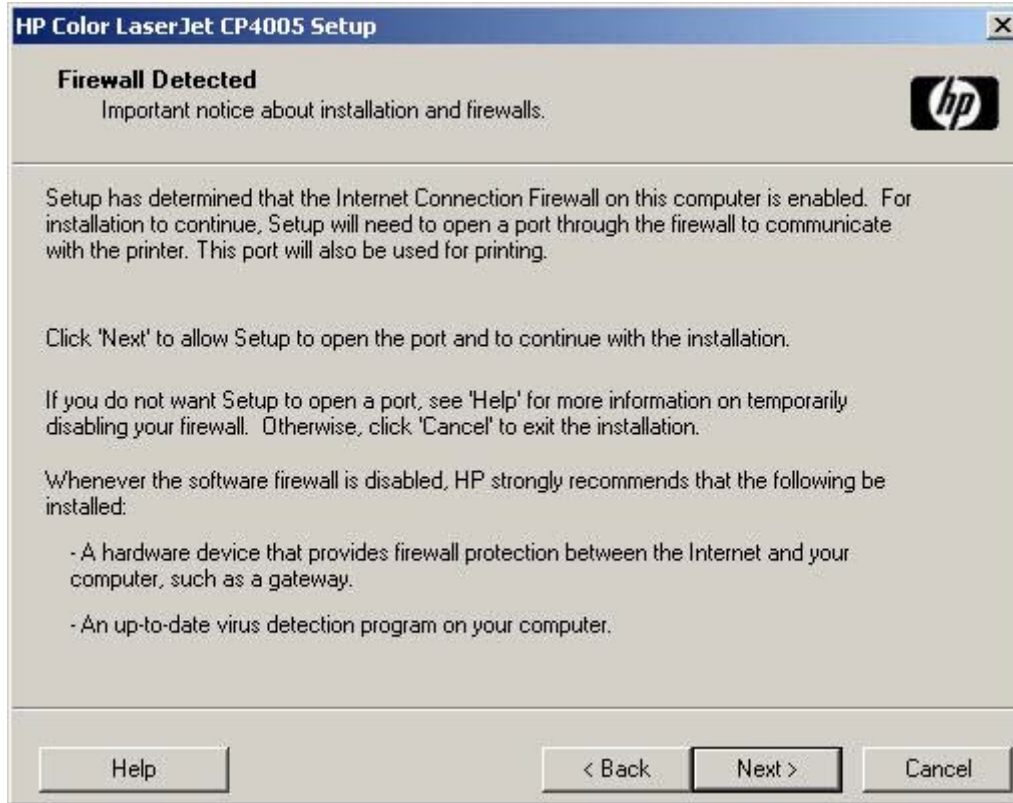 HP Color LaserJet CP4005 Setup
Firewall Detected
Important notice about installation and firewalls.
hp
Setup has determined that the Internet Connection Firewall on this computer is enabled.  For
installation to continue, Setup will need to open a port through the firewall to communicate
with the printer. This port will also be used for printing.
Click 'Next' to allow Setup to open the port and to continue with the installation.
If you do not want Setup to open a port, see 'Help' for more information on temporarily
disabling your firewall.  Otherwise, click 'Cancel' to exit the installation.
Whenever the software firewall is disabled, HP strongly recommends that the following be
installed:
- A hardware device that provides firewall protection between the Internet and your
computer, such as a gateway.
- An up-to-date virus detection program on your computer.
Help
< Back
Next >
Cancel